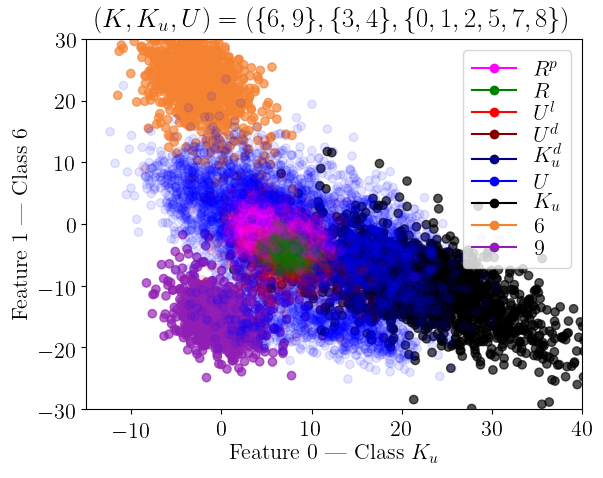 (K, K_u, U) = ({6, 9}, {3, 4}, {0, 1, 2, 5, 7, 8})
30
20
10
0
−10
−20
−30
Feature 1 — Class 6
R^p
R
U^l
U^d
K_u^d
U
K_u
6
9
−10
0
10
20
30
40
Feature 0 — Class K_u